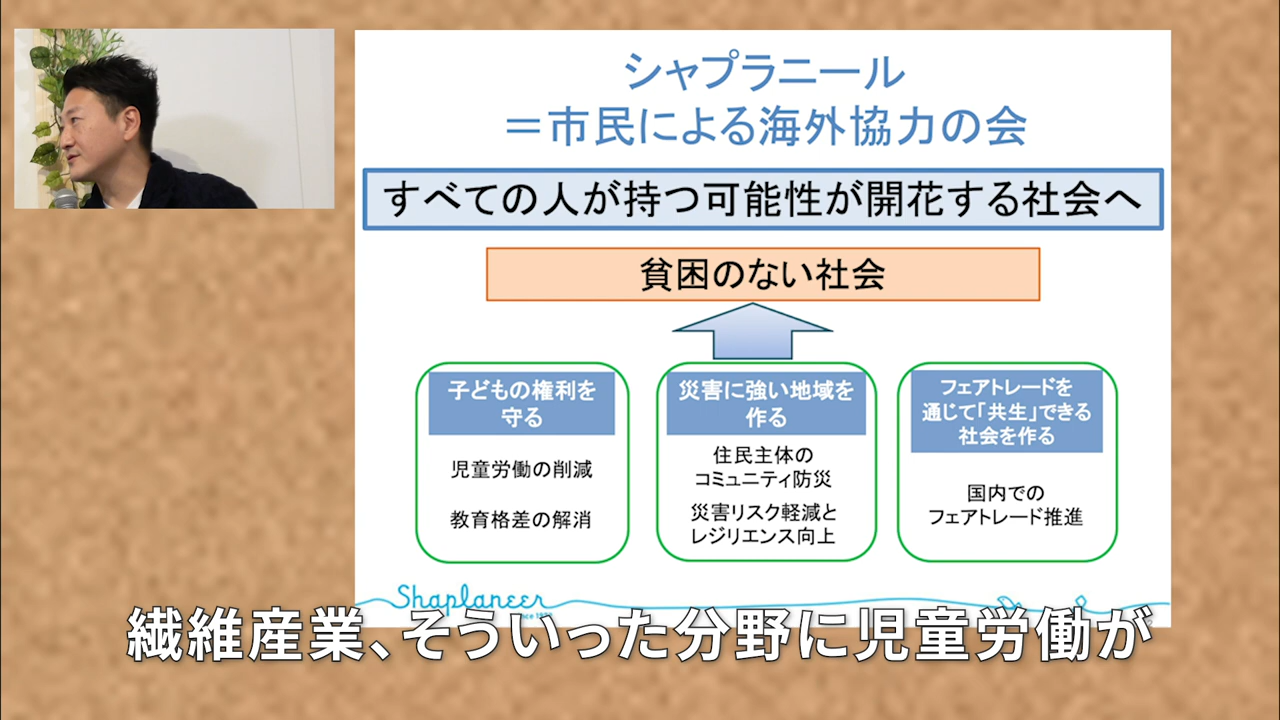 シャプラニール
＝市民による海外協力の会
すべての人が持つ可能性が開花する社会へ
貧困のない社会
子どもの権利を
守る
児童労働の削減
教育格差の解消
災害に強い地域を
作る
住民主体の
コミュニティ防災
災害リスク軽減と
レジリエンス向上
フェアトレードを
通じて「共生」できる
社会を作る
国内での
フェアトレード推進
Shaplaneer
繊維産業、そういった分野に児童労働が